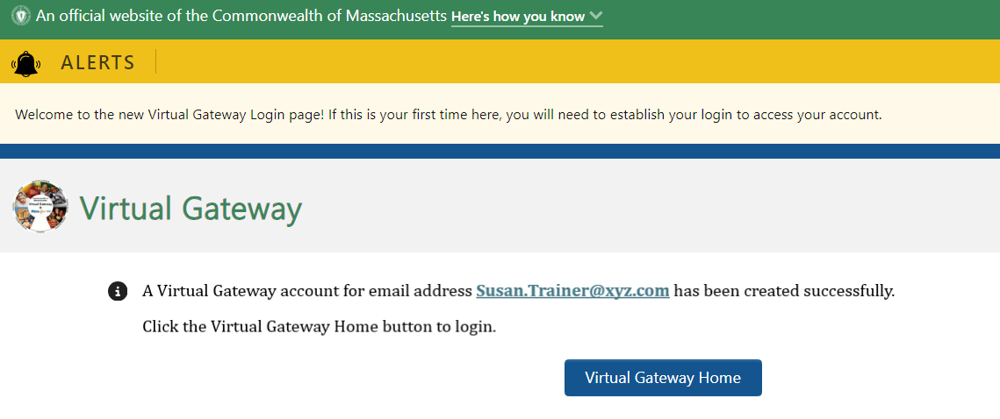 An official website of the Commonwealth of Massachusetts Here's how you know
ALERTS
Welcome to the new Virtual Gateway Login page! If this is your first time here, you will need to establish your login to access your account.
Virtual Gateway
A Virtual Gateway account for email address Susan.Trainer@xyz.com has been created successfully.
Click the Virtual Gateway Home button to login.
Virtual Gateway Home